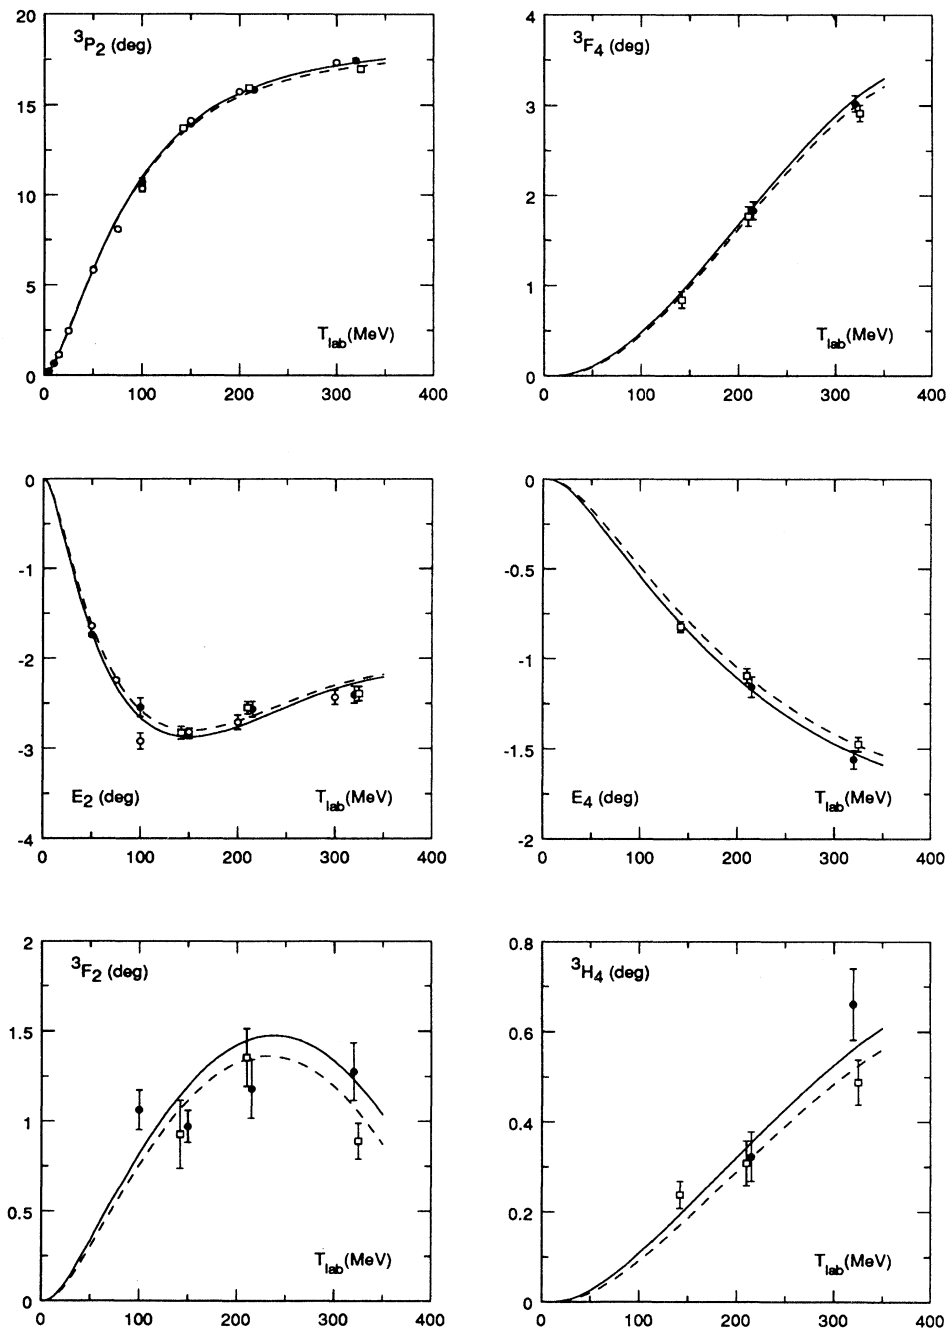 20
³P₂ (deg)
15
10
5
T_lab(MeV)
0
0 100 200 300 400
4
³F₄ (deg)
3
2
1
T_lab(MeV)
0
0 100 200 300 400
0
-1
-2
-3
E₂ (deg) T_lab(MeV)
-4
0 100 200 300 400
0
-0.5
-1
-1.5
E₄ (deg) T_lab(MeV)
-2
0 100 200 300 400
2
³F₂ (deg)
1.5
1
0.5
T_lab(MeV)
0
0 100 200 300 400
0.8
³H₄ (deg)
0.6
0.4
0.2
T_lab(MeV)
0
0 100 200 300 400